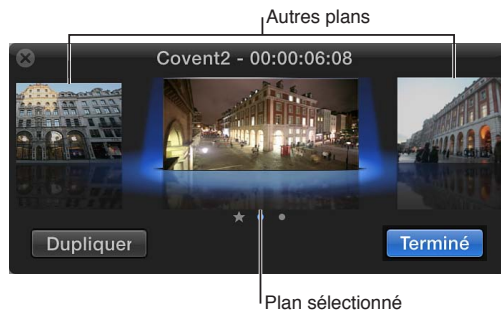 Autres plans
Covent2 - 00:00:06:08
Dupliquer
Terminé
Plan sélectionné